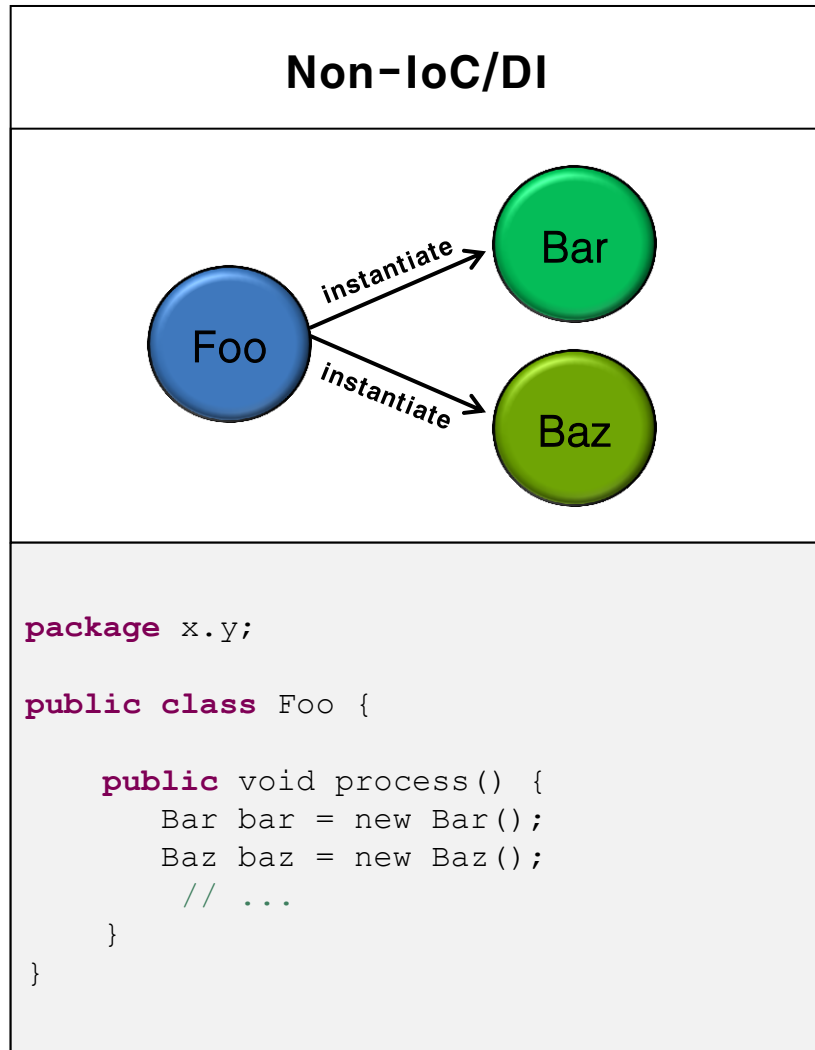 Non-IoC/DI
Bar
instantiate
Foo
instantiate
Baz
package x.y;
public class Foo {
public void process() {
Bar bar = new Bar();
Baz baz = new Baz();
// ...
}
}